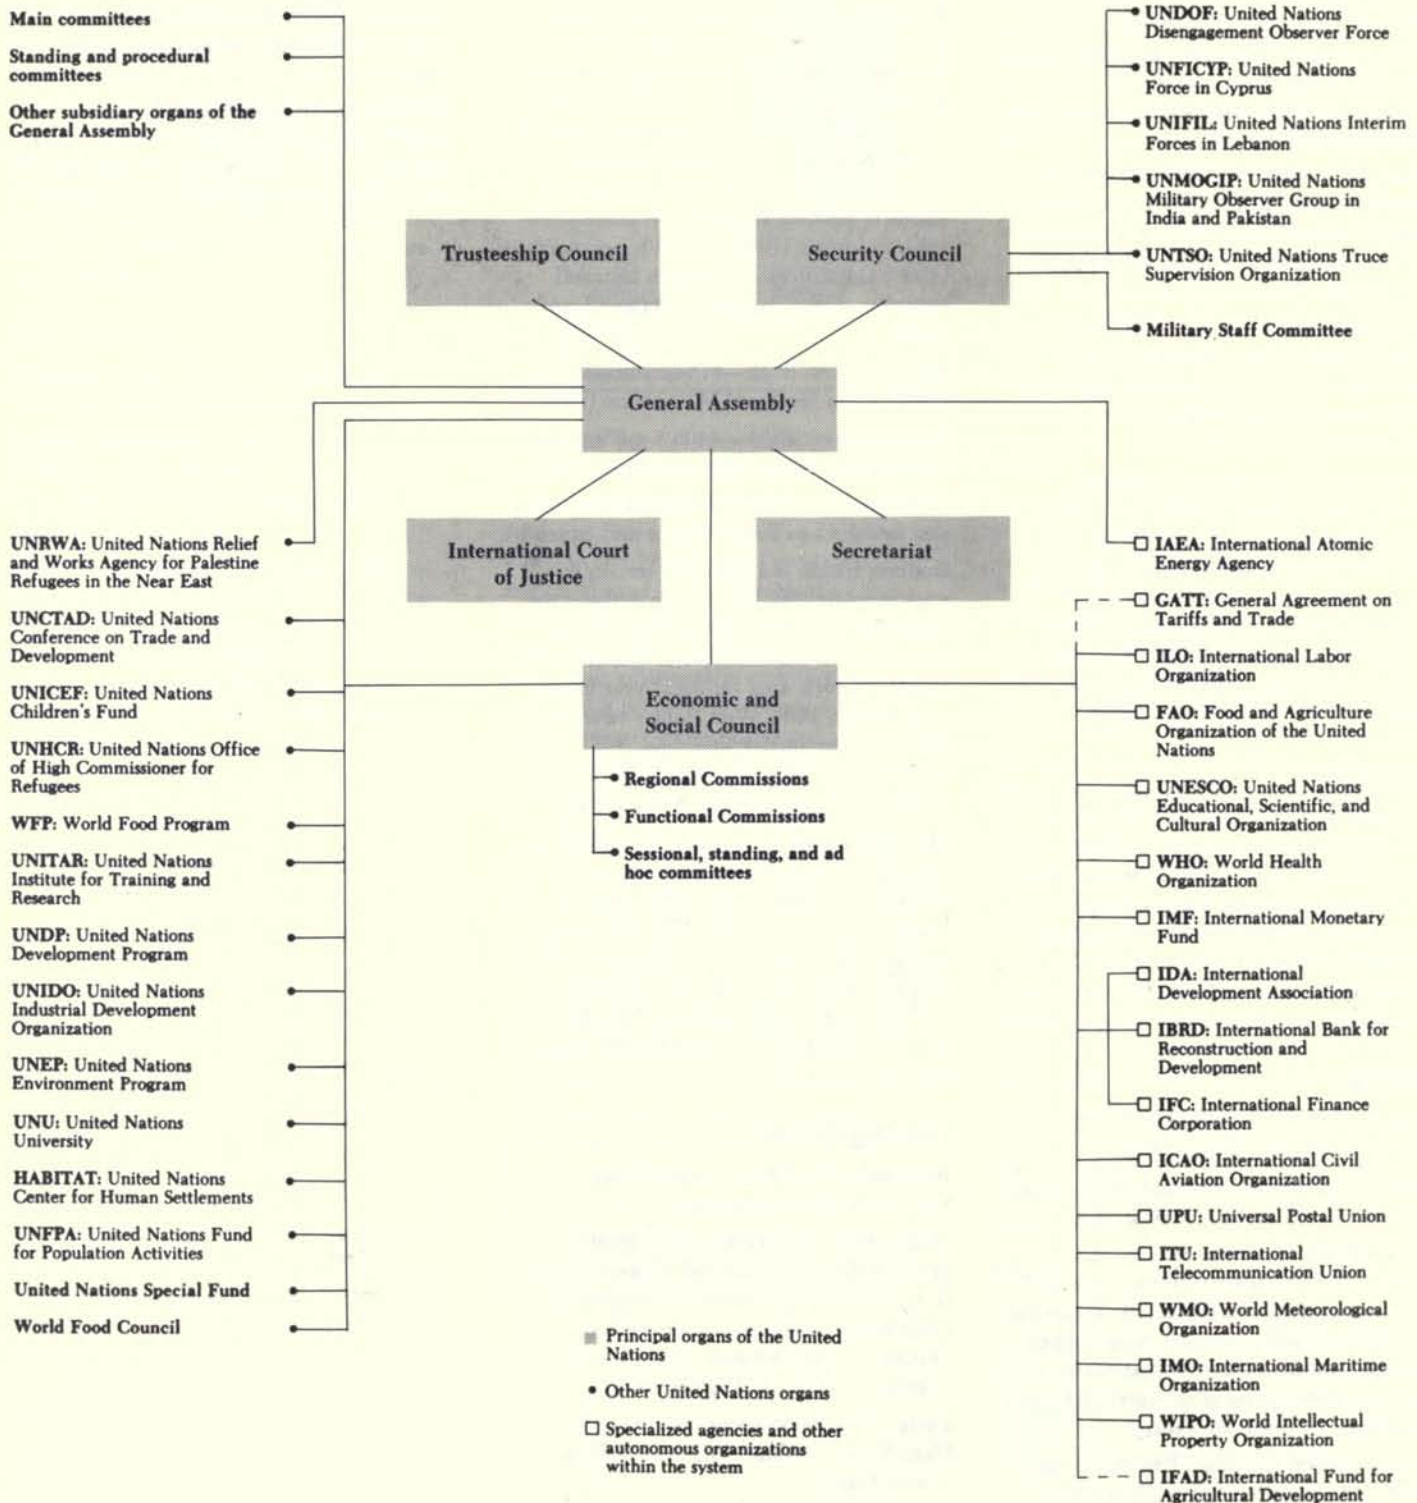 Main committees
Standing and procedural
committees
Other subsidiary organs of the
General Assembly
UNDOF: United Nations
Disengagement Observer Force
UNFICYP: United Nations
Force in Cyprus
UNIFIL: United Nations Interim
Forces in Lebanon
UNMOGIP: United Nations
Military Observer Group in
India and Pakistan
UNTSO: United Nations Truce
Supervision Organization
Military Staff Committee
Trusteeship Council
Security Council
General Assembly
International Court
of Justice
Secretariat
Economic and
Social Council
Regional Commissions
Functional Commissions
Sessional, standing, and ad
hoc committees
UNRWA: United Nations Relief
and Works Agency for Palestine
Refugees in the Near East
UNCTAD: United Nations
Conference on Trade and
Development
UNICEF: United Nations
Children's Fund
UNHCR: United Nations Office
of High Commissioner for
Refugees
WFP: World Food Program
UNITAR: United Nations
Institute for Training and
Research
UNDP: United Nations
Development Program
UNIDO: United Nations
Industrial Development
Organization
UNEP: United Nations
Environment Program
UNU: United Nations
University
HABITAT: United Nations
Center for Human Settlements
UNFPA: United Nations Fund
for Population Activities
United Nations Special Fund
World Food Council
IAEA: International Atomic
Energy Agency
GATT: General Agreement on
Tariffs and Trade
ILO: International Labor
Organization
FAO: Food and Agriculture
Organization of the United
Nations
UNESCO: United Nations
Educational, Scientific, and
Cultural Organization
WHO: World Health
Organization
IMF: International Monetary
Fund
IDA: International
Development Association
IBRD: International Bank for
Reconstruction and
Development
IFC: International Finance
Corporation
ICAO: International Civil
Aviation Organization
UPU: Universal Postal Union
ITU: International
Telecommunication Union
WMO: World Meteorological
Organization
IMO: International Maritime
Organization
WIPO: World Intellectual
Property Organization
IFAD: International Fund for
Agricultural Development
Principal organs of the United
Nations
Other United Nations organs
Specialized agencies and other
autonomous organizations
within the system